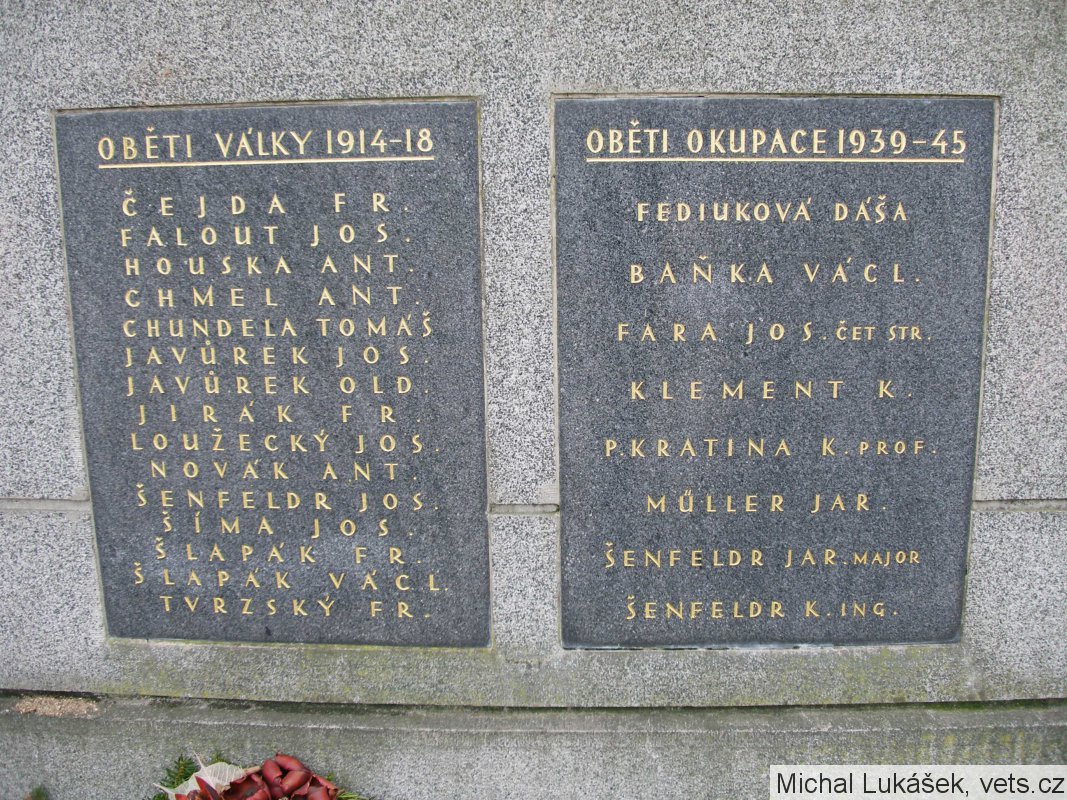 OBĚTI VÁLKY 1914-18
ČEJDA FR.
FALOUT JOS.
HOUSKA ANT.
CHMEL ANT.
CHUNDELA TOMÁŠ
JAVŮREK JOS.
JAVŮREK OLD.
JIRÁK FR.
LOUŽECKÝ JOS.
NOVÁK ANT.
ŠENFELDR JOS.
ŠÍMA JOS.
ŠLAPÁK FR.
ŠLAPÁK VÁCL.
TVRZSKÝ FR.
OBĚTI OKUPACE 1939-45
FEDIUKOVÁ DÁŠA
BAŇKA VÁCL.
FARA JOS. ČET STR.
KLEMENT K.
P. KRATINA K. PROF.
MŰLLER JAR.
ŠENFELDR JAR. MAJOR
ŠENFELDR K. ING.
Michal Lukášek, vets.cz